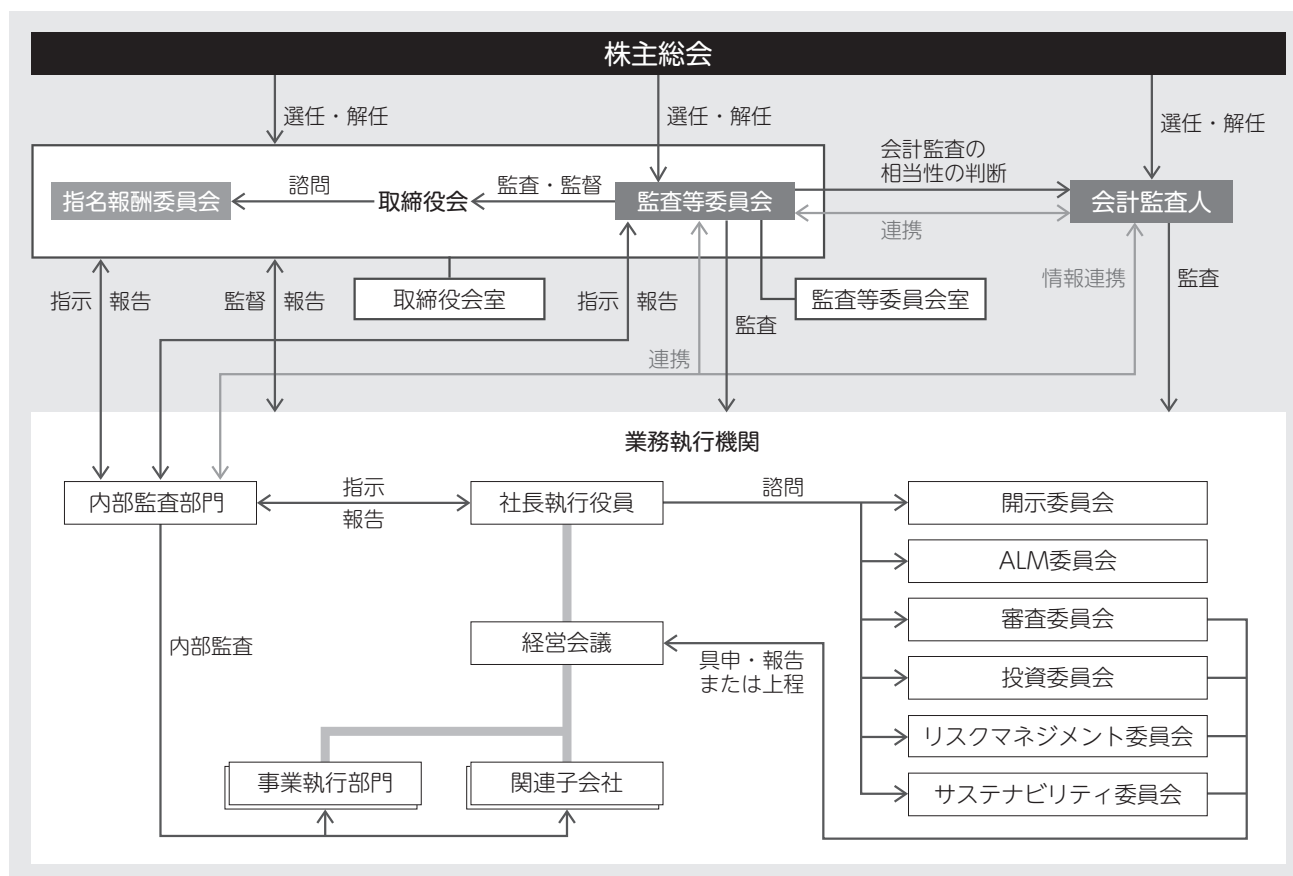 株主総会
選任・解任
選任・解任
選任・解任
会計監査の
相当性の判断
指名報酬委員会
諮問
取締役会
監査・監督
監査等委員会
会計監査人
連携
指示
報告
監督
報告
取締役会室
指示
報告
監査等委員会室
情報連携
監査
監査
連携
業務執行機関
内部監査部門
指示
報告
社長執行役員
諮問
開示委員会
ALM委員会
審査委員会
内部監査
経営会議
具申・報告
または上程
投資委員会
リスクマネジメント委員会
事業執行部門
関連子会社
サステナビリティ委員会